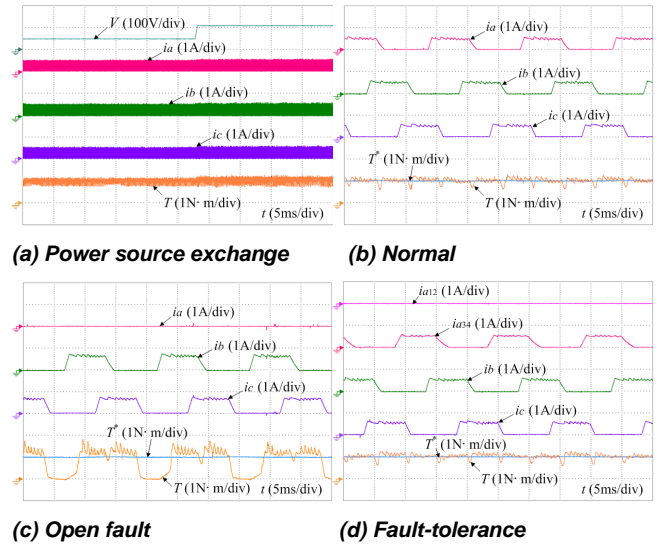 V (100V/div)
ia (1A/div)
ib (1A/div)
ic (1A/div)
T (1N· m/div)
t (5ms/div)
(a) Power source exchange
ia (1A/div)
ib (1A/div)
ic (1A/div)
T* (1N· m/div)
T (1N· m/div)
t (5ms/div)
(b) Normal
ia (1A/div)
ib (1A/div)
ic (1A/div)
T* (1N· m/div)
T (1N· m/div)
t (5ms/div)
(c) Open fault
ia12 (1A/div)
ia34 (1A/div)
ib (1A/div)
ic (1A/div)
T* (1N· m/div)
T (1N· m/div)
t (5ms/div)
(d) Fault-tolerance